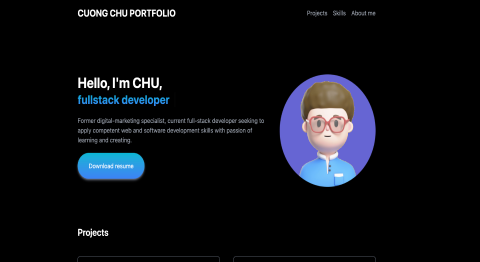 CUONG CHU PORTFOLIO
Projects Skills About me
Hello, I'm CHU,
fullstack developer
Former digital-marketing specialist, current full-stack developer seeking to
apply competent web and software development skills with passion of
learning and creating.
Download resume
Projects